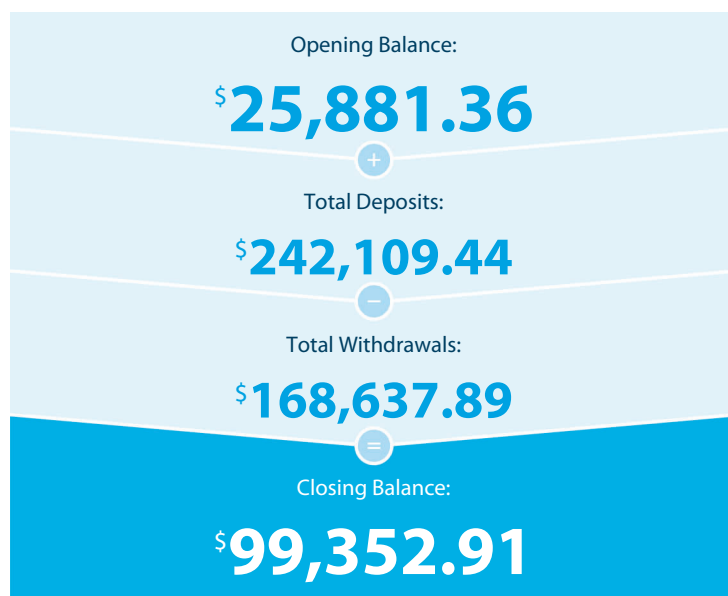 Opening Balance:
$25,881.36
+
Total Deposits:
$242,109.44
−
Total Withdrawals:
$168,637.89
=
Closing Balance:
$99,352.91